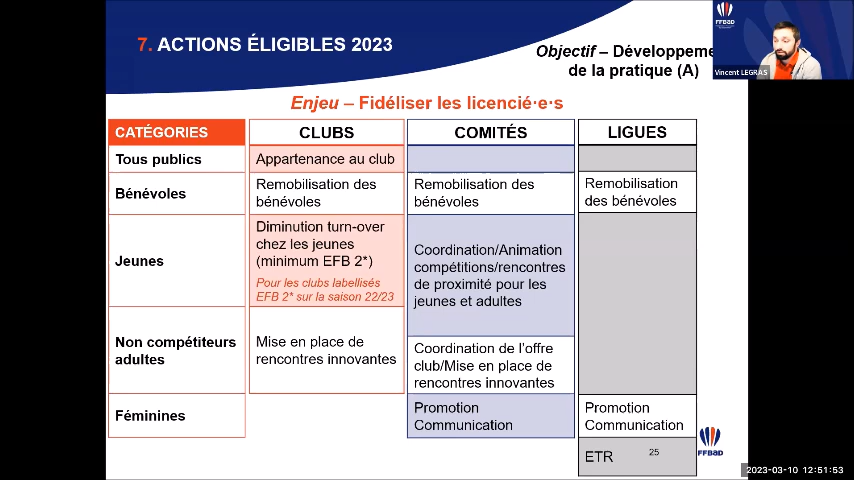 7. ACTIONS ÉLIGIBLES 2023
Objectif – Développeme
de la pratique (A)
FFBaD
Vincent LEGRAS
Enjeu – Fidéliser les licencié·e·s
CATÉGORIES
CLUBS
COMITÉS
LIGUES
Tous publics
Appartenance au club
Bénévoles
Remobilisation des
bénévoles
Remobilisation des
bénévoles
Remobilisation
des bénévoles
Jeunes
Diminution turn-over
chez les jeunes
(minimum EFB 2*)
Pour les clubs labellisés
EFB 2* sur la saison 22/23
Coordination/Animation
compétitions/rencontres
de proximité pour les
jeunes et adultes
Non compétiteurs
adultes
Mise en place de
rencontres innovantes
Coordination de l'offre
club/Mise en place de
rencontres innovantes
Féminines
Promotion
Communication
Promotion
Communication
ETR
25
FFBaD
2023-03-10 12:51:53